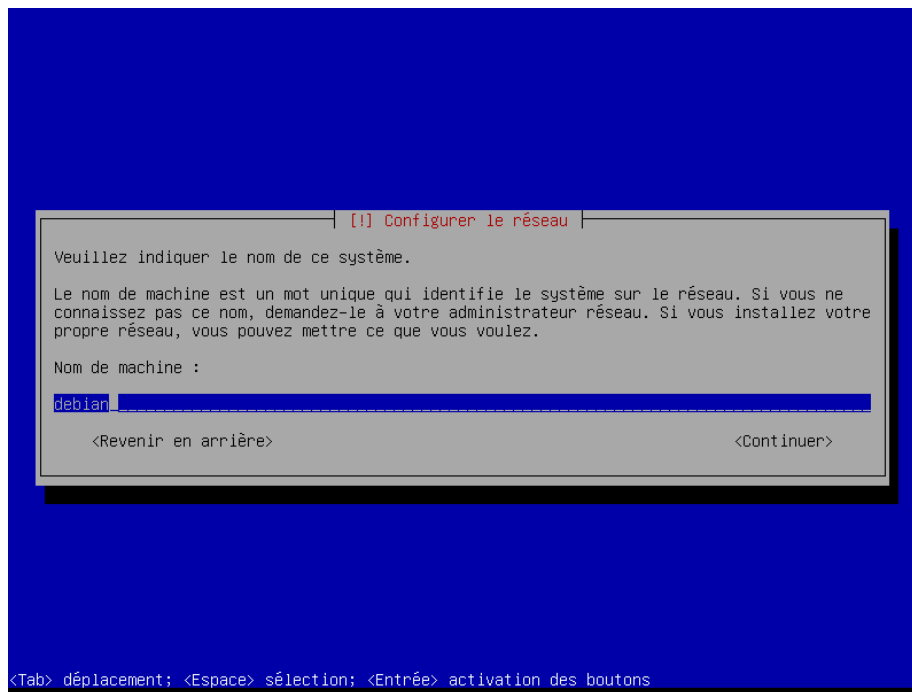 [!] Configurer le réseau
Veuillez indiquer le nom de ce système.
Le nom de machine est un mot unique qui identifie le système sur le réseau. Si vous ne
connaissez pas ce nom, demandez-le à votre administrateur réseau. Si vous installez votre
propre réseau, vous pouvez mettre ce que vous voulez.
Nom de machine :
debian
<Revenir en arrière> <Continuer>
<Tab> déplacement; <Espace> sélection; <Entrée> activation des boutons